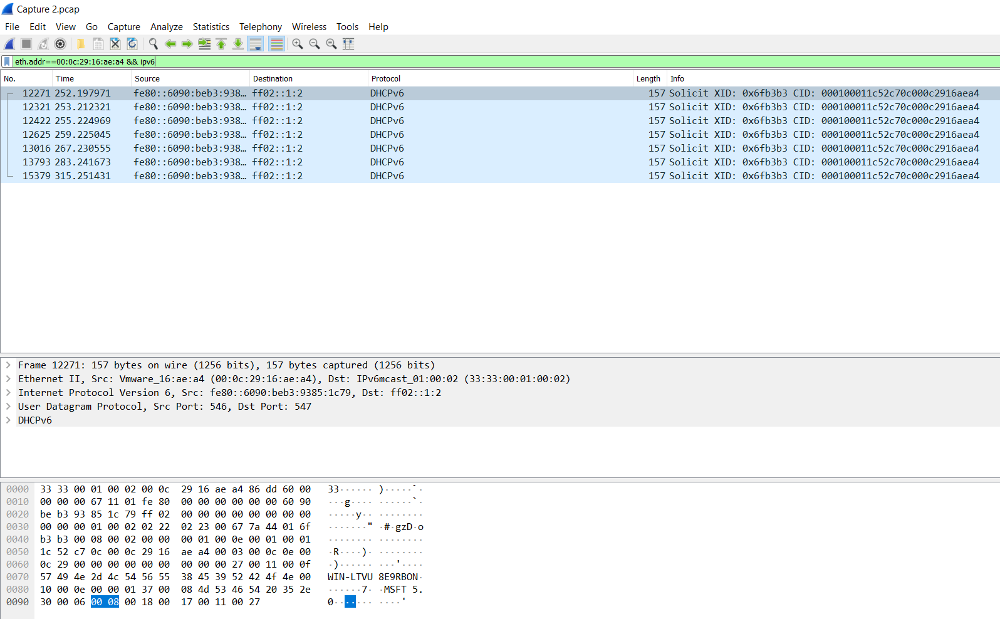 Capture 2.pcap
File Edit View Go Capture Analyze Statistics Telephony Wireless Tools Help
eth.addr==00:0c:29:16:ae:a4 && ipv6
No. Time Source Destination Protocol Length Info
12271 252.197971 fe80::6090:beb3:938… ff02::1:2 DHCPv6 157 Solicit XID: 0x6fb3b3 CID: 000100011c52c70c000c2916aea4
12321 253.212321 fe80::6090:beb3:938… ff02::1:2 DHCPv6 157 Solicit XID: 0x6fb3b3 CID: 000100011c52c70c000c2916aea4
12422 255.224969 fe80::6090:beb3:938… ff02::1:2 DHCPv6 157 Solicit XID: 0x6fb3b3 CID: 000100011c52c70c000c2916aea4
12625 259.225045 fe80::6090:beb3:938… ff02::1:2 DHCPv6 157 Solicit XID: 0x6fb3b3 CID: 000100011c52c70c000c2916aea4
13016 267.230555 fe80::6090:beb3:938… ff02::1:2 DHCPv6 157 Solicit XID: 0x6fb3b3 CID: 000100011c52c70c000c2916aea4
13793 283.241673 fe80::6090:beb3:938… ff02::1:2 DHCPv6 157 Solicit XID: 0x6fb3b3 CID: 000100011c52c70c000c2916aea4
15379 315.251431 fe80::6090:beb3:938… ff02::1:2 DHCPv6 157 Solicit XID: 0x6fb3b3 CID: 000100011c52c70c000c2916aea4
Frame 12271: 157 bytes on wire (1256 bits), 157 bytes captured (1256 bits)
Ethernet II, Src: Vmware_16:ae:a4 (00:0c:29:16:ae:a4), Dst: IPv6mcast_01:00:02 (33:33:00:01:00:02)
Internet Protocol Version 6, Src: fe80::6090:beb3:9385:1c79, Dst: ff02::1:2
User Datagram Protocol, Src Port: 546, Dst Port: 547
DHCPv6
0000 33 33 00 01 00 02 00 0c 29 16 ae a4 86 dd 60 00 33······ )·····`·
0010 00 00 00 67 11 01 fe 80 00 00 00 00 00 00 60 90 ···g···· ······`·
0020 be b3 93 85 1c 79 ff 02 00 00 00 00 00 00 00 00 ·····y·· ········
0030 00 00 00 01 00 02 02 22 02 23 00 67 7a 44 01 6f ·······" ·#·gzD·o
0040 b3 b3 00 08 00 02 00 00 00 01 00 0e 00 01 00 01 ········ ········
0050 1c 52 c7 0c 00 0c 29 16 ae a4 00 03 00 0c 0e 00 ·R····)· ········
0060 0c 29 00 00 00 00 00 00 00 00 00 27 00 11 00 0f ·)······ ···'····
0070 57 49 4e 2d 4c 54 56 55 38 45 39 52 42 4f 4e 00 WIN-LTVU 8E9RBON·
0080 10 00 0e 00 00 01 37 00 08 4d 53 46 54 20 35 2e ······7· ·MSFT 5.
0090 30 00 06 00 08 00 18 00 17 00 11 00 27 0······· ····'